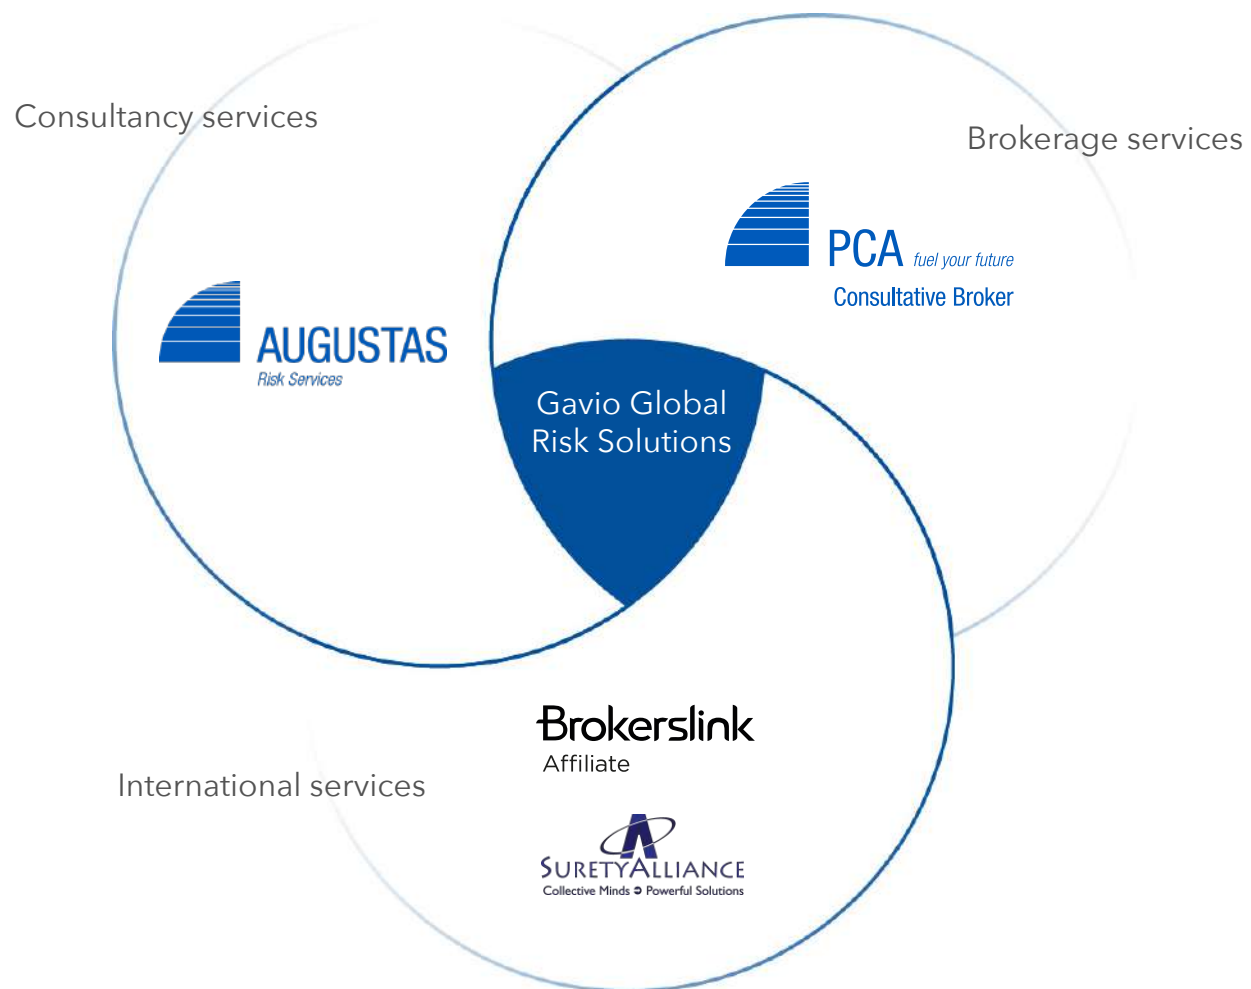 Consultancy services
Brokerage services
PCA fuel your future
Consultative Broker
AUGUSTAS
Risk Services
Gavio Global
Risk Solutions
Brokerslink
Affiliate
International services
SURETYALLIANCE
Collective Minds ➲ Powerful Solutions